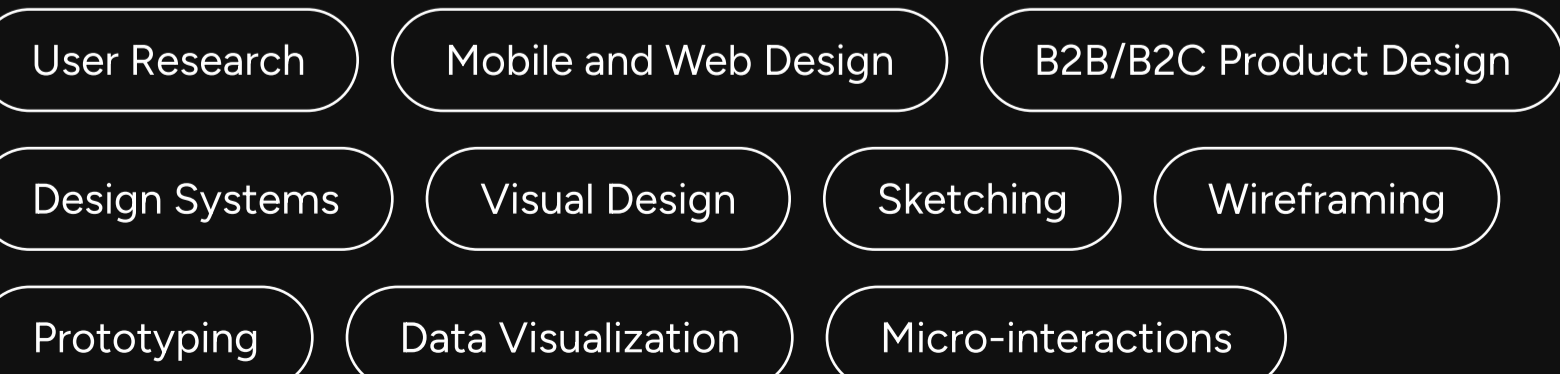 User Research Mobile and Web Design B2B/B2C Product Design
Design Systems Visual Design Sketching Wireframing
Prototyping Data Visualization Micro-interactions